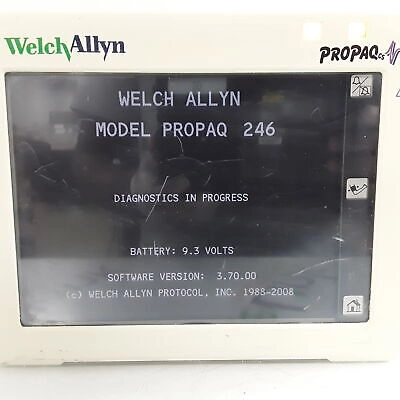 WelchAllyn PROPAQ CS
WELCH ALLYN
MODEL PROPAQ 246
DIAGNOSTICS IN PROGRESS
BATTERY: 9.3 VOLTS
SOFTWARE VERSION: 3.70.00
(c) WELCH ALLYN PROTOCOL, INC. 1988-2008